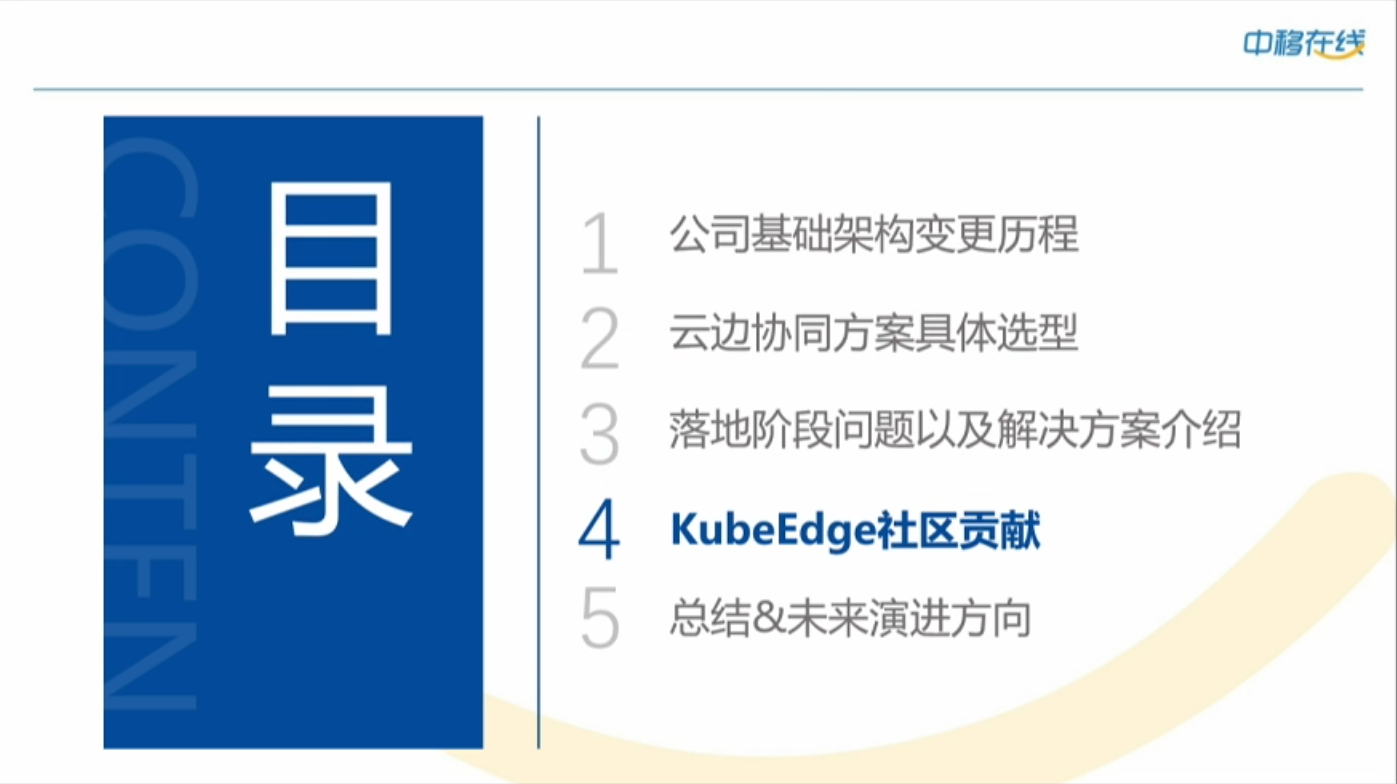 中移在线
CONTEN
目录
1 公司基础架构变更历程
2 云边协同方案具体选型
3 落地阶段问题以及解决方案介绍
4 KubeEdge社区贡献
5 总结&未来演进方向